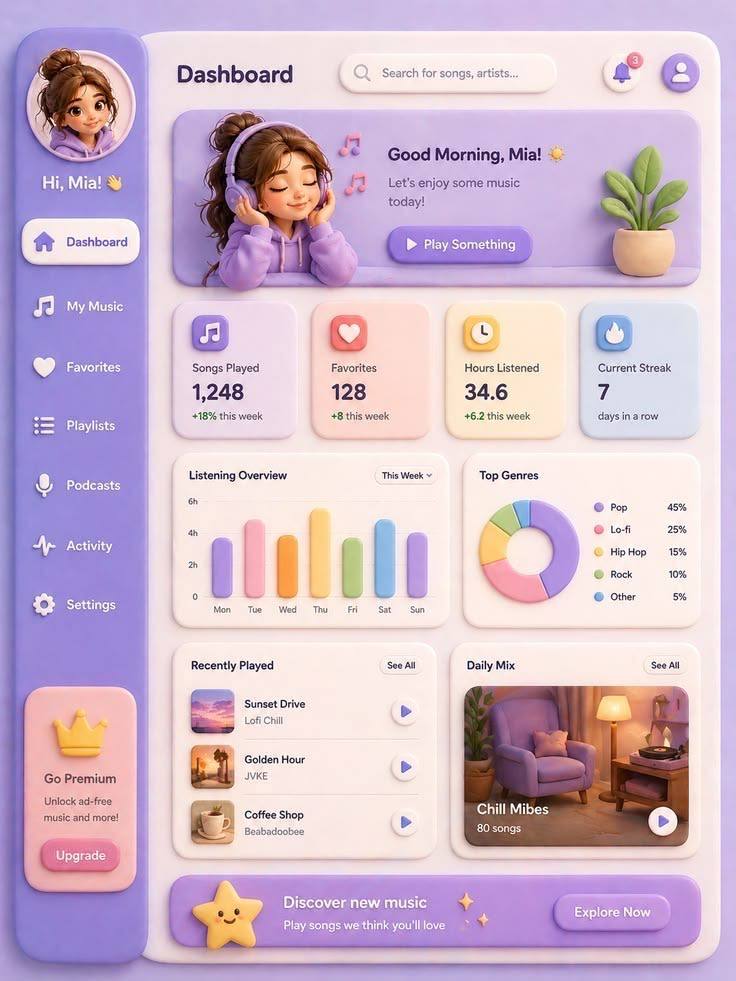 Hi, Mia! 👋
Dashboard
My Music
Favorites
Playlists
Podcasts
Activity
Settings
Go Premium
Unlock ad-free
music and more!
Upgrade
Dashboard
Search for songs, artists...
3
Good Morning, Mia! ☀️
Let's enjoy some music
today!
Play Something
Songs Played
1,248
+18% this week
Favorites
128
+8 this week
Hours Listened
34.6
+6.2 this week
Current Streak
7
days in a row
Listening Overview
This Week
6h
4h
2h
0
Mon Tue Wed Thu Fri Sat Sun
Top Genres
Pop 45%
Lo-fi 25%
Hip Hop 15%
Rock 10%
Other 5%
Recently Played
See All
Sunset Drive
Lofi Chill
Golden Hour
JVKE
Coffee Shop
Beabadoobee
Daily Mix
See All
Chill Mibes
80 songs
Discover new music
Play songs we think you'll love
Explore Now